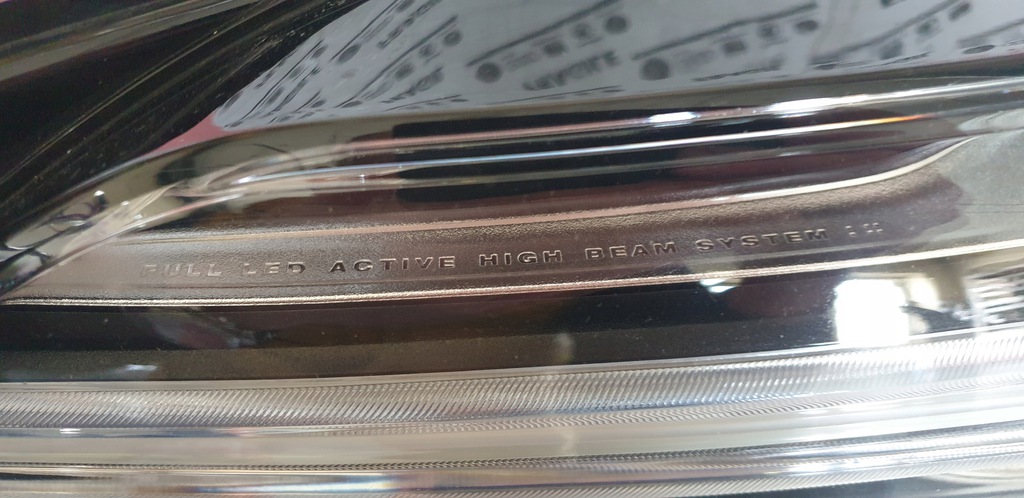 FULL LED ACTIVE HIGH BEAM SYSTEM